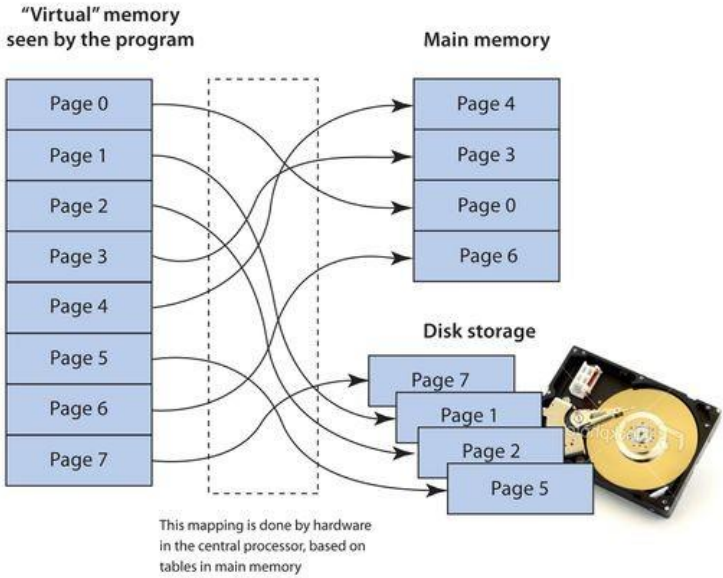 "Virtual" memory
seen by the program
Page 0
Page 1
Page 2
Page 3
Page 4
Page 5
Page 6
Page 7
Main memory
Page 4
Page 3
Page 0
Page 6
Disk storage
Page 7
Page 1
Page 2
Page 5
This mapping is done by hardware
in the central processor, based on
tables in main memory